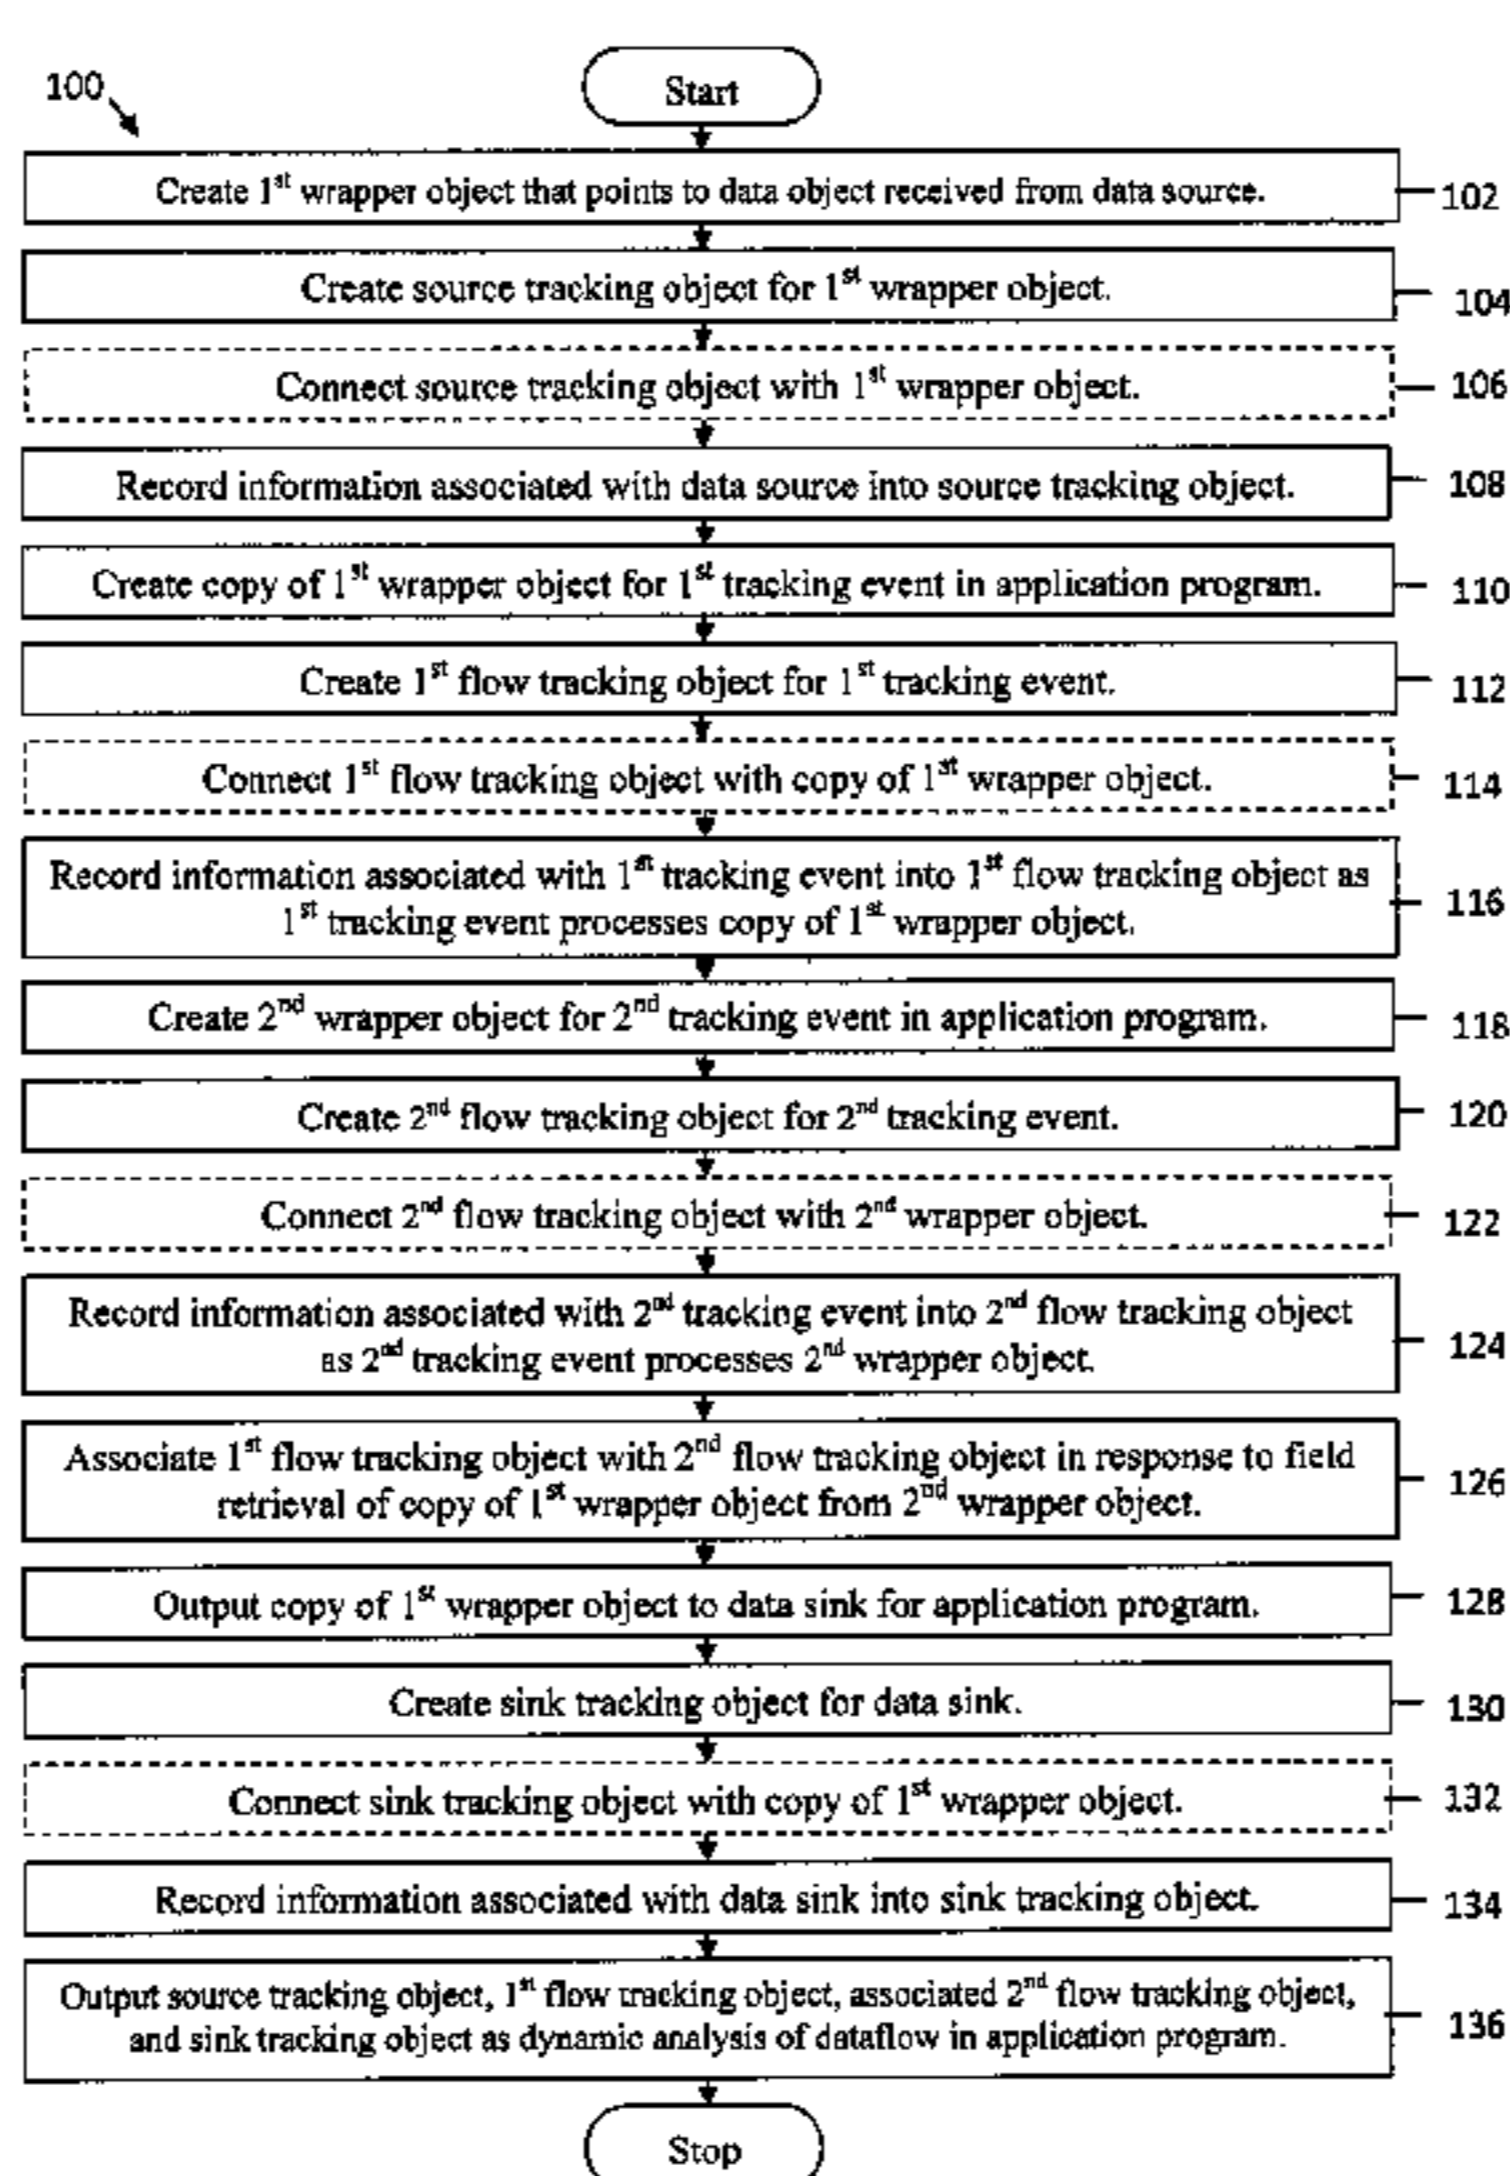 100
Start
Create 1st wrapper object that points to data object received from data source.
102
Create source tracking object for 1st wrapper object.
104
Connect source tracking object with 1st wrapper object.
106
Record information associated with data source into source tracking object.
108
Create copy of 1st wrapper object for 1st tracking event in application program.
110
Create 1st flow tracking object for 1st tracking event.
112
Connect 1st flow tracking object with copy of 1st wrapper object.
114
Record information associated with 1st tracking event into 1st flow tracking object as
1st tracking event processes copy of 1st wrapper object.
116
Create 2nd wrapper object for 2nd tracking event in application program.
118
Create 2nd flow tracking object for 2nd tracking event.
120
Connect 2nd flow tracking object with 2nd wrapper object.
122
Record information associated with 2nd tracking event into 2nd flow tracking object
as 2nd tracking event processes 2nd wrapper object.
124
Associate 1st flow tracking object with 2nd flow tracking object in response to field
retrieval of copy of 1st wrapper object from 2nd wrapper object.
126
Output copy of 1st wrapper object to data sink for application program.
128
Create sink tracking object for data sink.
130
Connect sink tracking object with copy of 1st wrapper object.
132
Record information associated with data sink into sink tracking object.
134
Output source tracking object, 1st flow tracking object, associated 2nd flow tracking object,
and sink tracking object as dynamic analysis of dataflow in application program.
136
Stop